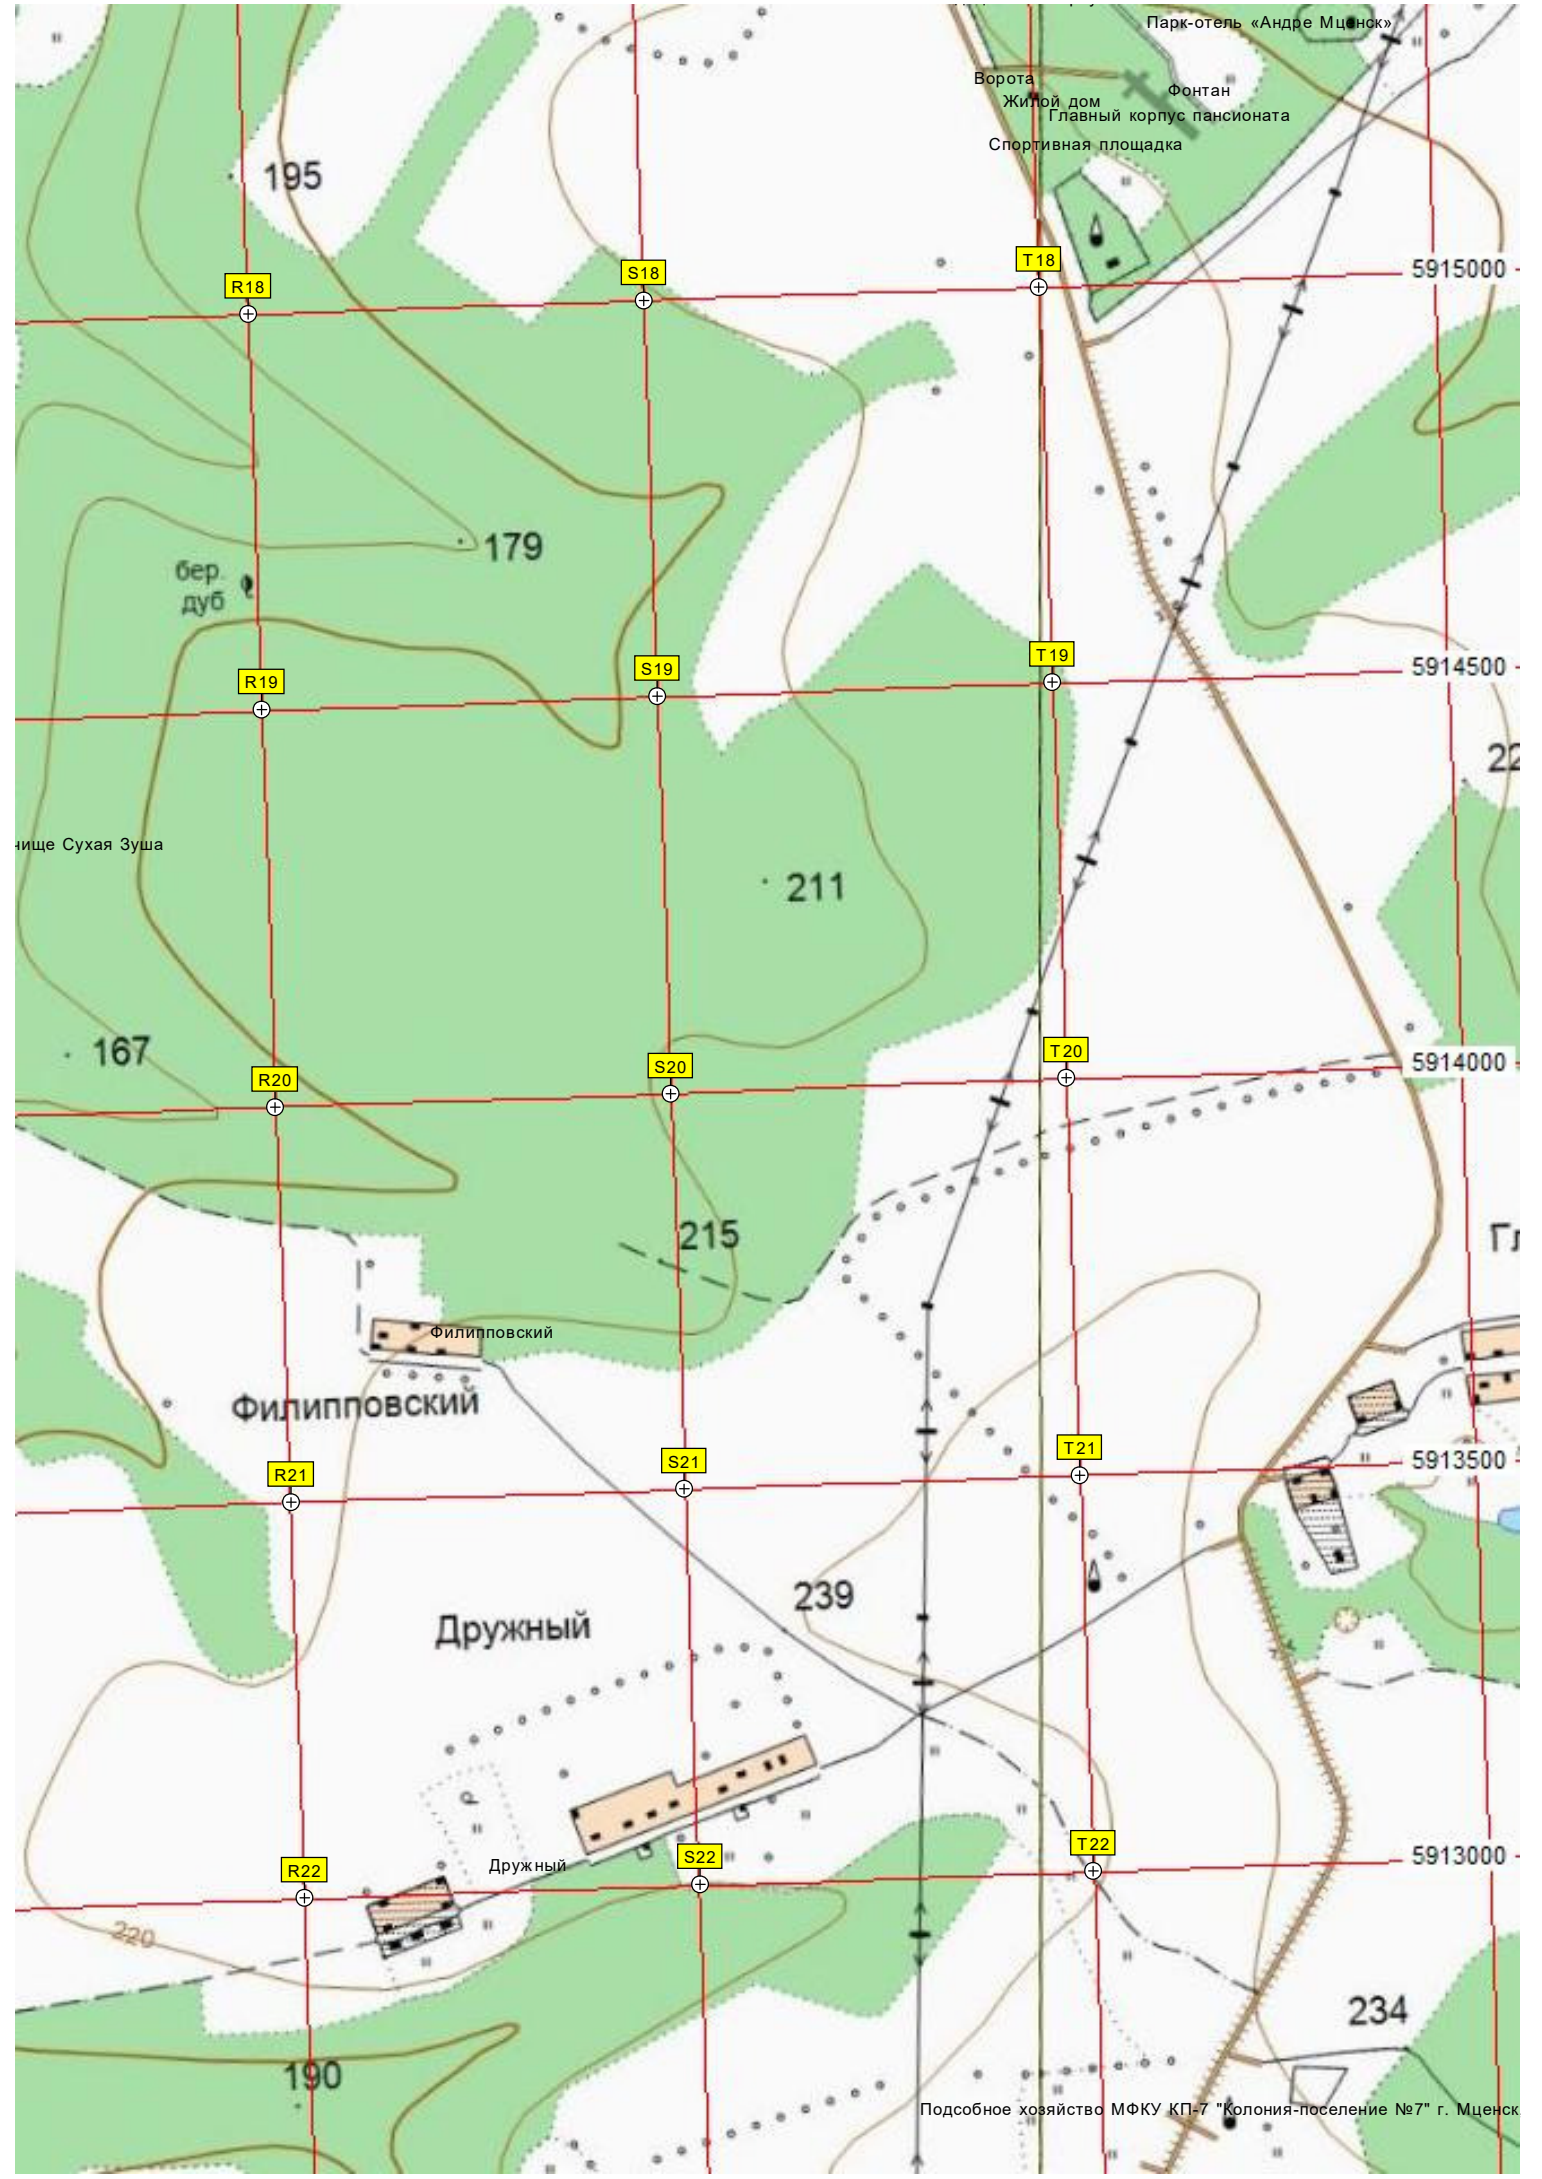 Парк-отель «Андре Мценск»
Ворота
Фонтан
Жилой дом
Главный корпус пансионата
Спортивная площадка
195
T18
5915000
S18
R18
179
бер.
дуб
T19
5914500
S19
R19
22
чище Сухая Зуша
211
167
T20
5914000
S20
R20
215
Гл
Филипповский
Филипповский
T21
5913500
S21
R21
239
Дружный
T22
5913000
S22
Дружный
R22
220
234
190
Подсобное хозяйство МФКУ КП-7 "Колония-поселение №7" г. Мценск